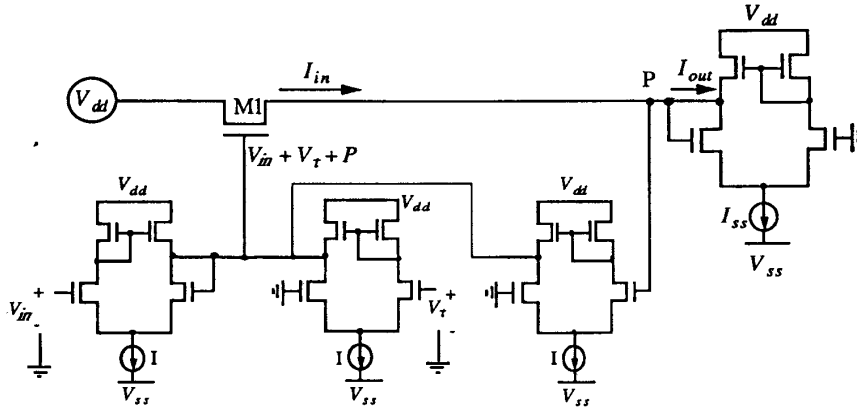 V_dd
I_in
P
I_out
V_dd
M1
V_in + V_τ + P
V_dd
V_dd
V_dd
I_ss
V_ss
V_in
+
-
V_τ
+
-
I
I
I
V_ss
V_ss
V_ss